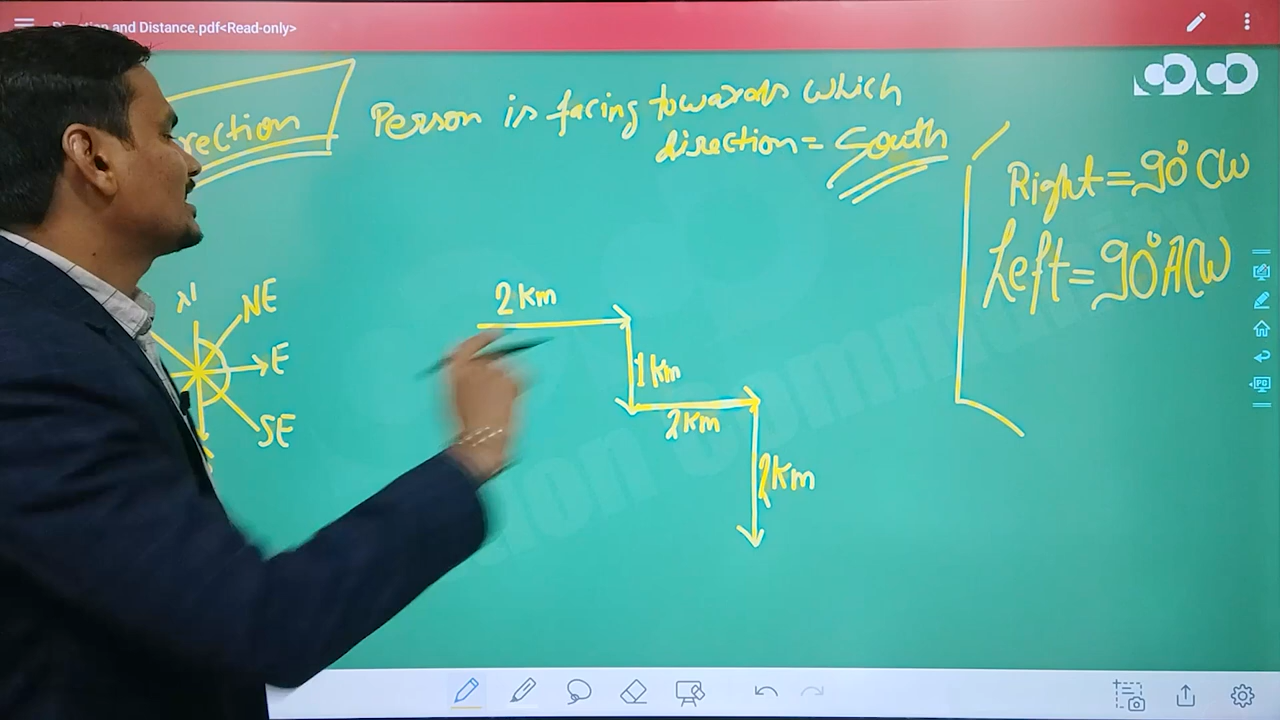 and Distance.pdf<Read-only>
rection
Person is facing towards which
direction = South
Right = 90° CW
Left = 90° ACW
N
NE
E
SE
2 km
1 km
2 km
2 km